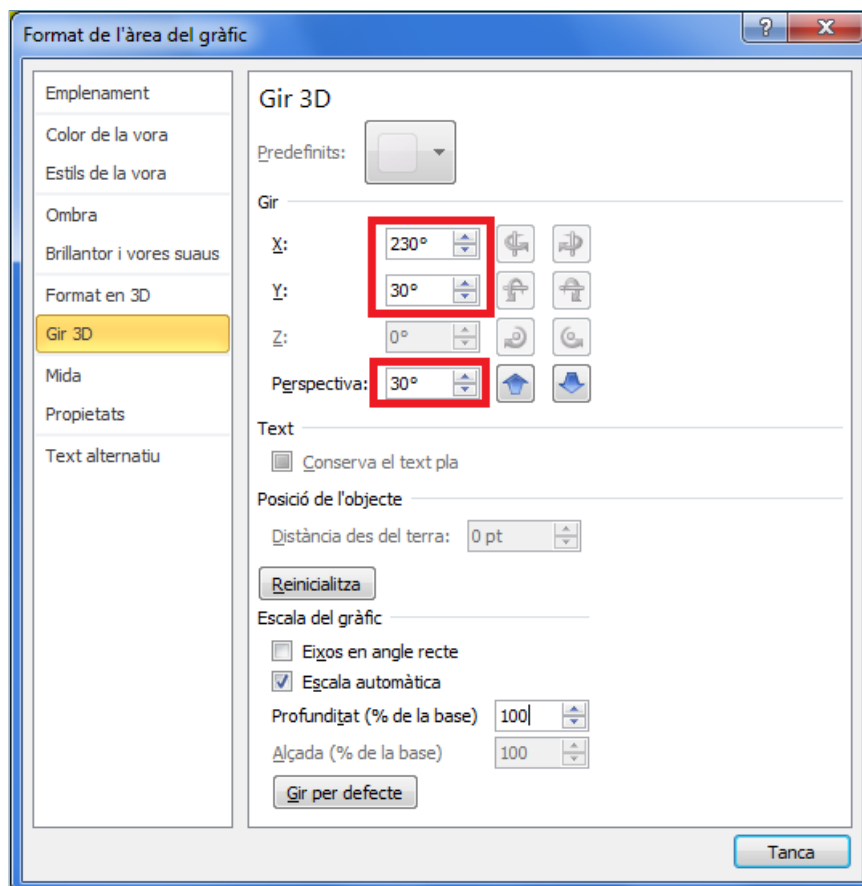 Format de l'àrea del gràfic
Emplenament
Color de la vora
Estils de la vora
Ombra
Brillantor i vores suaus
Format en 3D
Gir 3D
Mida
Propietats
Text alternatiu
Gir 3D
Predefinits:
Gir
X: 230°
Y: 30°
Z: 0°
Perspectiva: 30°
Text
Conserva el text pla
Posició de l'objecte
Distància des del terra: 0 pt
Reinicialitza
Escala del gràfic
Eixos en angle recte
Escala automàtica
Profunditat (% de la base) 100
Alçada (% de la base) 100
Gir per defecte
Tanca